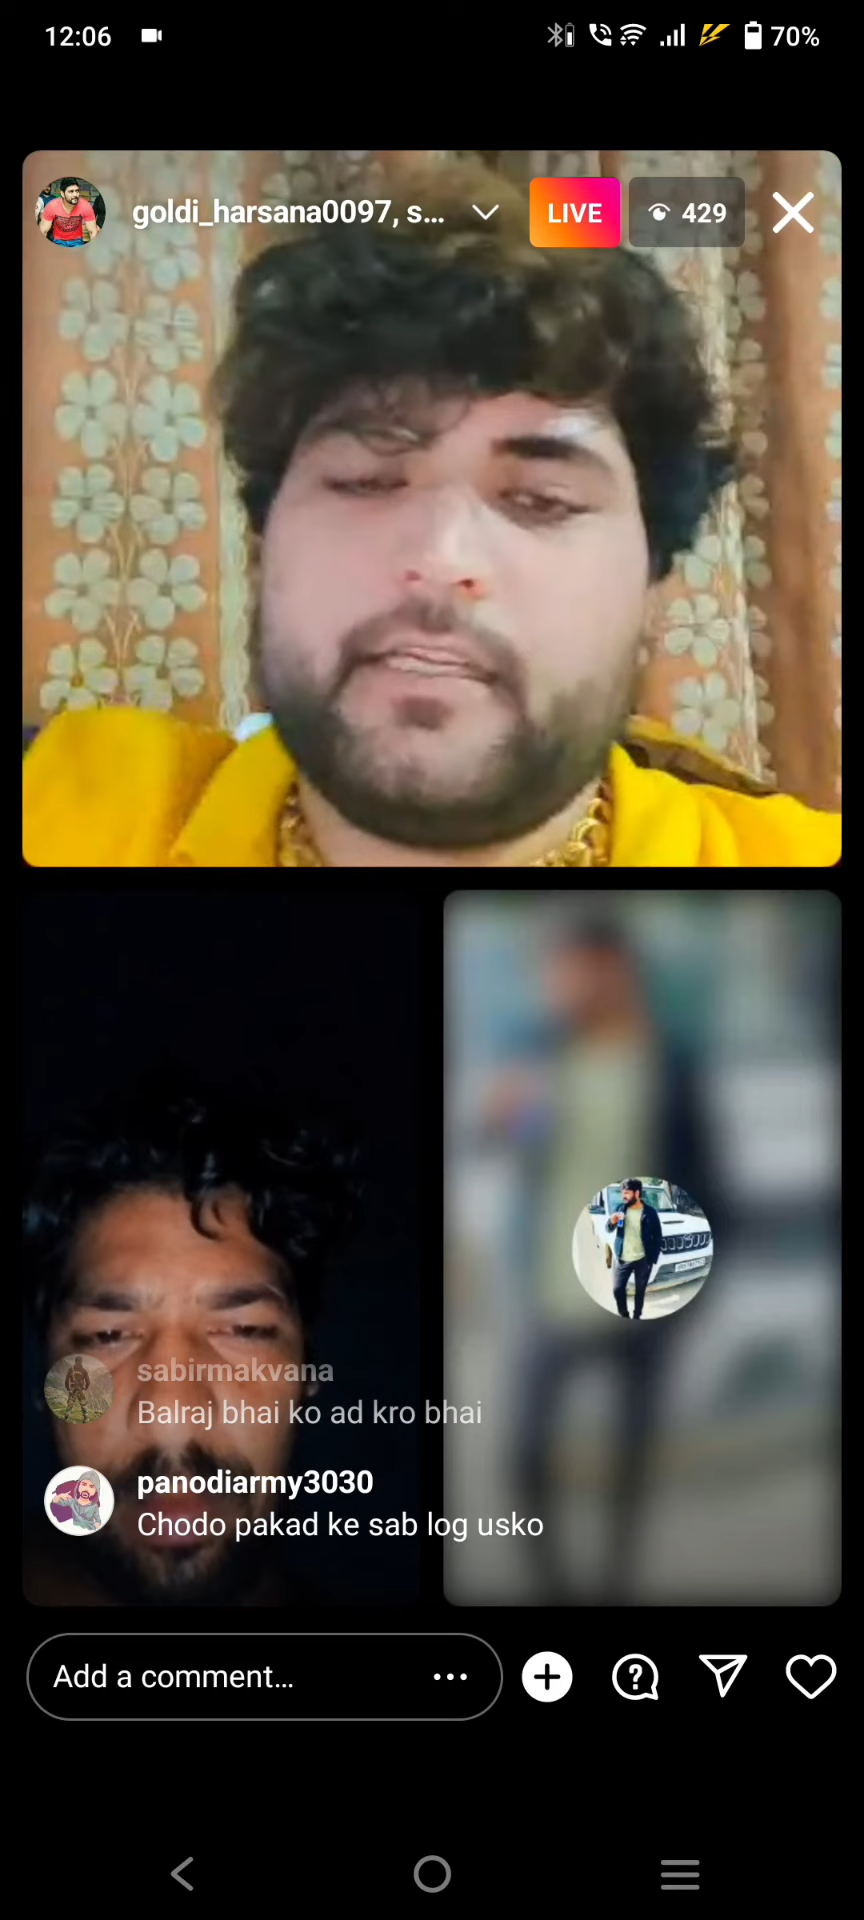 12:06
70%
goldi_harsana0097, s...
LIVE
429
sabirmakvana
Balraj bhai ko ad kro bhai
panodiarmy3030
Chodo pakad ke sab log usko
Add a comment...